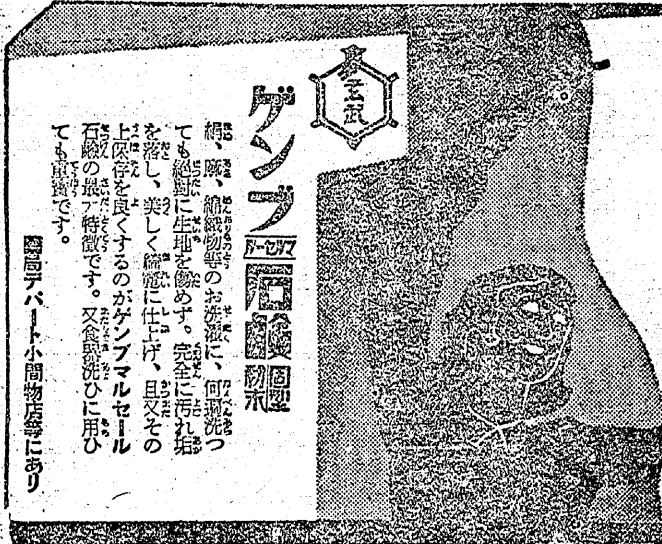 玄武
ゲンブ マルセール 石鹼 固型 粉末
絹、麻、綿織物等のお洗濯に、何遍洗つ
ても絶對に生地を傷めず。完全に汚れ垢
を落し、美しく綺麗に仕上げ、且又その
上保存を良くするのがゲンブマルセール
石鹼の最大特徴です。又食器洗ひに用ひ
ても重寶です。
藥局デパート小間物店等にあり